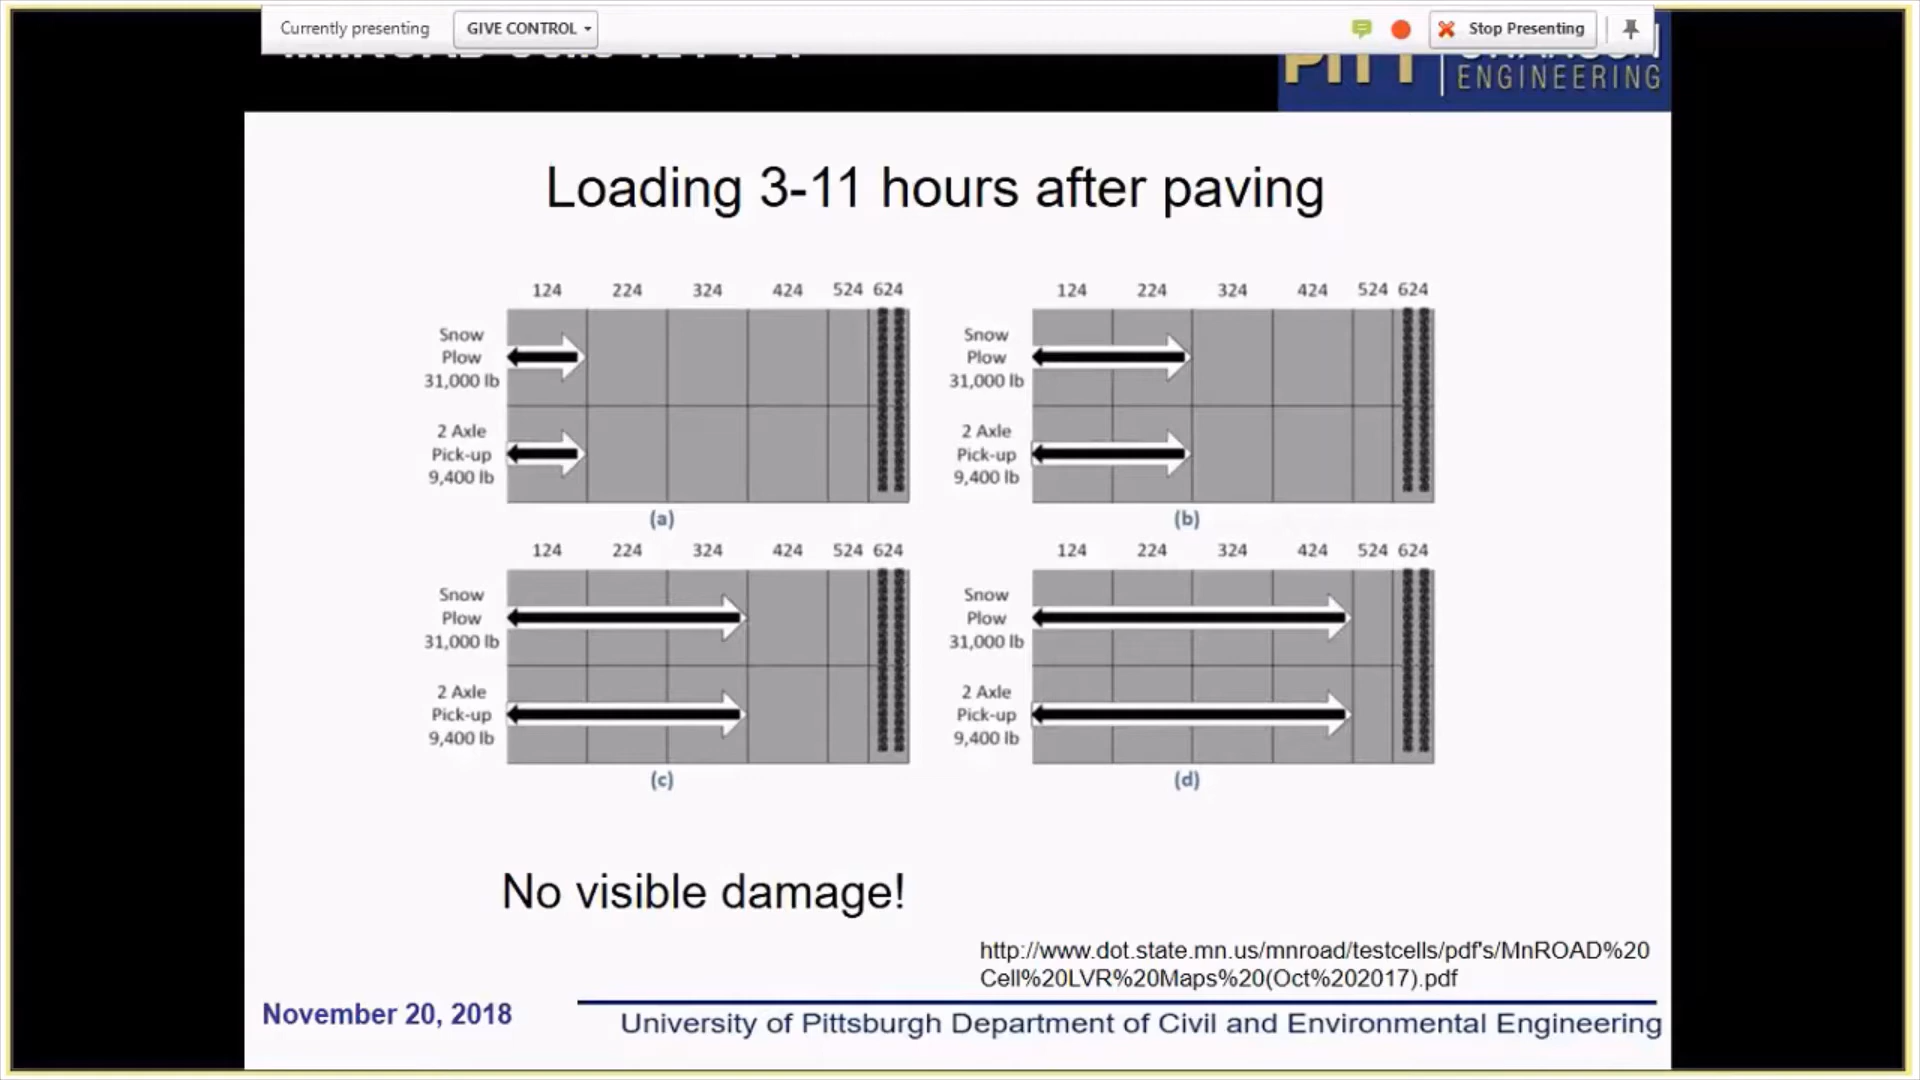 Currently presenting
GIVE CONTROL
Stop Presenting
PITT
ENGINEERING
Loading 3-11 hours after paving
124 224 324 424 524 624
Snow
Plow
31,000 lb
2 Axle
Pick-up
9,400 lb
(a)
124 224 324 424 524 624
Snow
Plow
31,000 lb
2 Axle
Pick-up
9,400 lb
(b)
124 224 324 424 524 624
Snow
Plow
31,000 lb
2 Axle
Pick-up
9,400 lb
(c)
124 224 324 424 524 624
Snow
Plow
31,000 lb
2 Axle
Pick-up
9,400 lb
(d)
No visible damage!
http://www.dot.state.mn.us/mnroad/testcells/pdf's/MnROAD%20
Cell%20LVR%20Maps%20(Oct%202017).pdf
November 20, 2018
University of Pittsburgh Department of Civil and Environmental Engineering